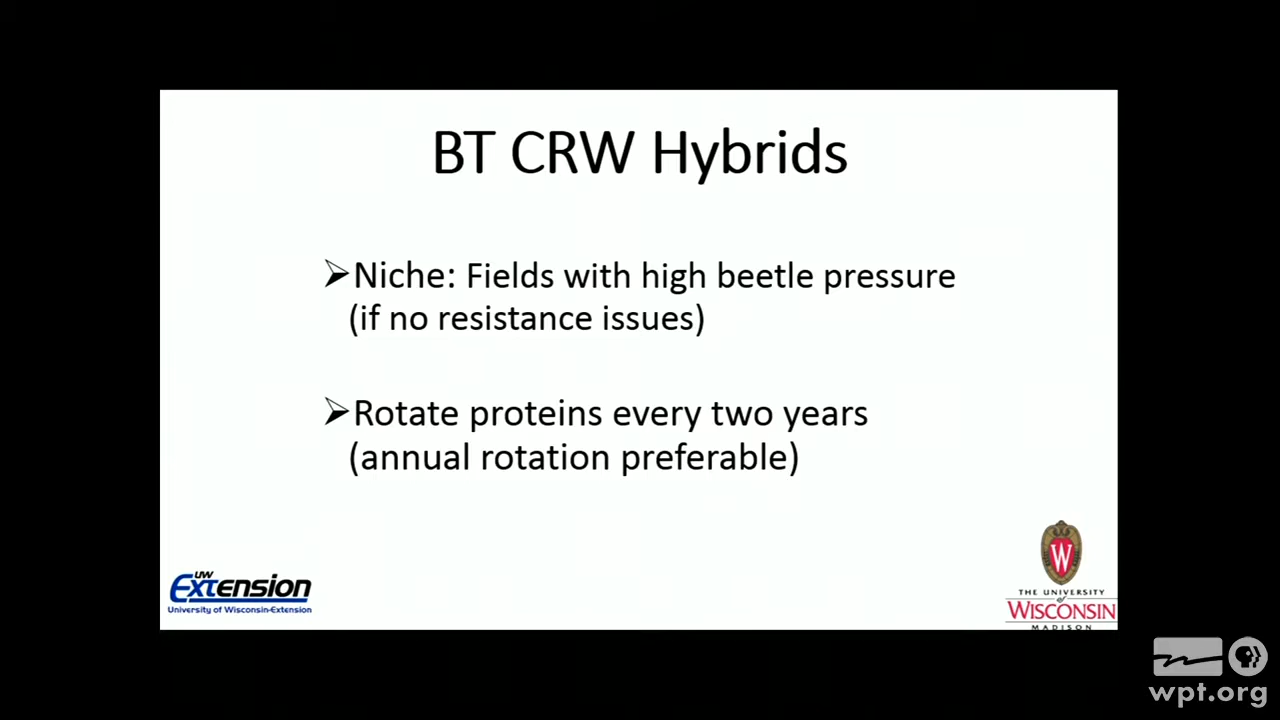 BT CRW Hybrids
➢Niche: Fields with high beetle pressure
(if no resistance issues)
➢Rotate proteins every two years
(annual rotation preferable)
UW
Extension
University of Wisconsin-Extension
W
THE UNIVERSITY
of
WISCONSIN
MADISON
wpt.org